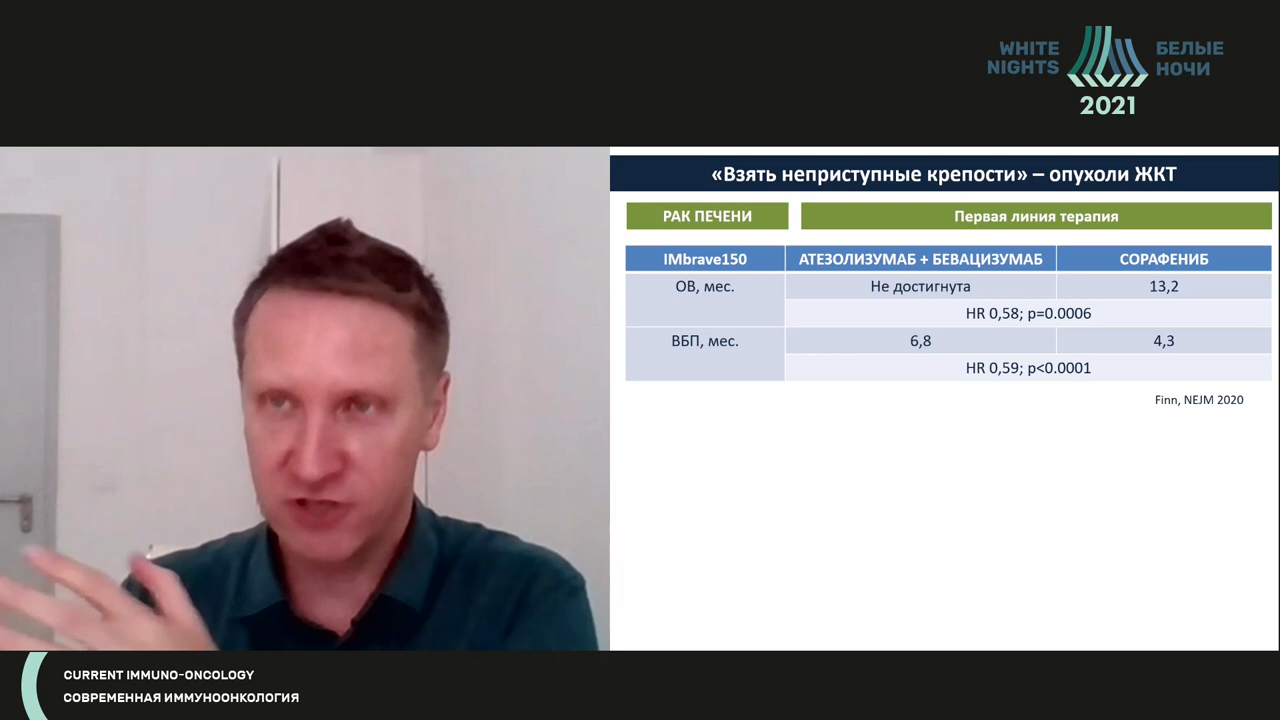 WHITE
NIGHTS
БЕЛЫЕ
НОЧИ
2021
«Взять неприступные крепости» – опухоли ЖКТ
РАК ПЕЧЕНИ
Первая линия терапия
IMbrave150
АТЕЗОЛИЗУМАБ + БЕВАЦИЗУМАБ
СОРАФЕНИБ
ОВ, мес.
Не достигнута
13,2
HR 0,58; p=0.0006
ВБП, мес.
6,8
4,3
HR 0,59; p<0.0001
Finn, NEJM 2020
CURRENT IMMUNO-ONCOLOGY
СОВРЕМЕННАЯ ИММУНООНКОЛОГИЯ